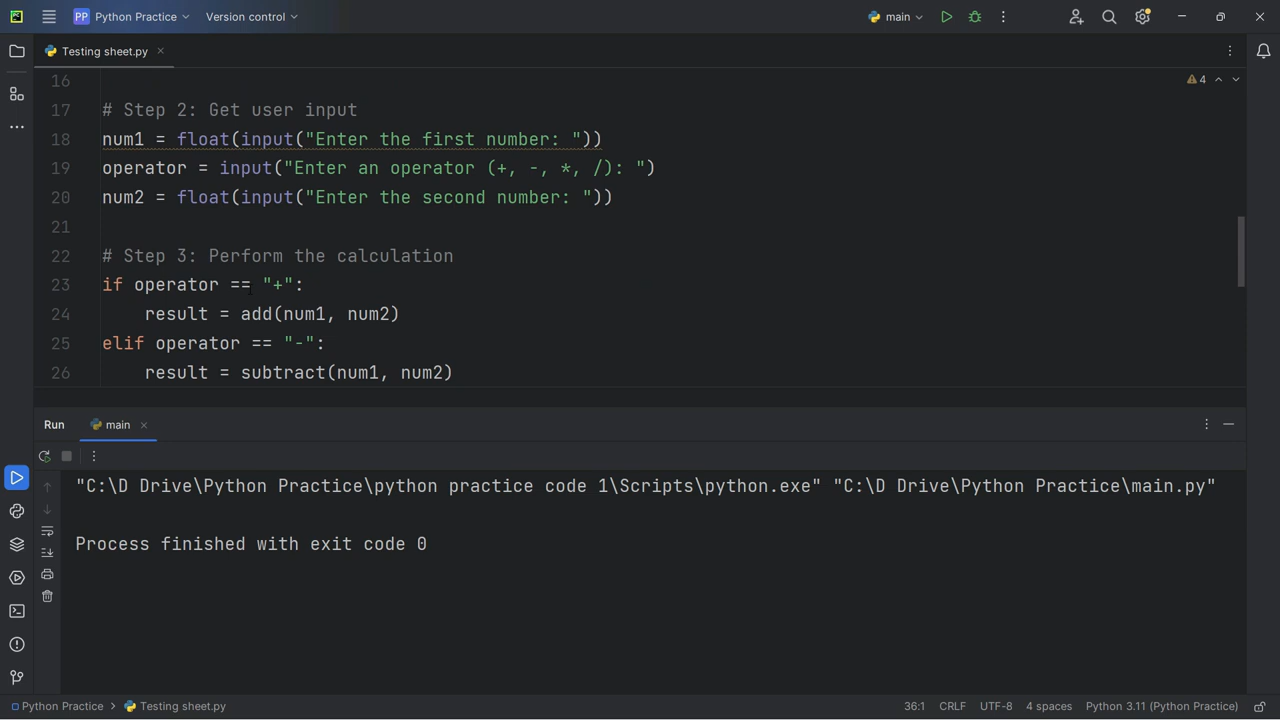 PP Python Practice Version control main
Testing sheet.py
4
16
17 # Step 2: Get user input
18 num1 = float(input("Enter the first number: "))
19 operator = input("Enter an operator (+, -, *, /): ")
20 num2 = float(input("Enter the second number: "))
21
22 # Step 3: Perform the calculation
23 if operator == "+":
24 result = add(num1, num2)
25 elif operator == "-":
26 result = subtract(num1, num2)
Run main
"C:\D Drive\Python Practice\python practice code 1\Scripts\python.exe" "C:\D Drive\Python Practice\main.py"
Process finished with exit code 0
Python Practice > Testing sheet.py 36:1 CRLF UTF-8 4 spaces Python 3.11 (Python Practice)